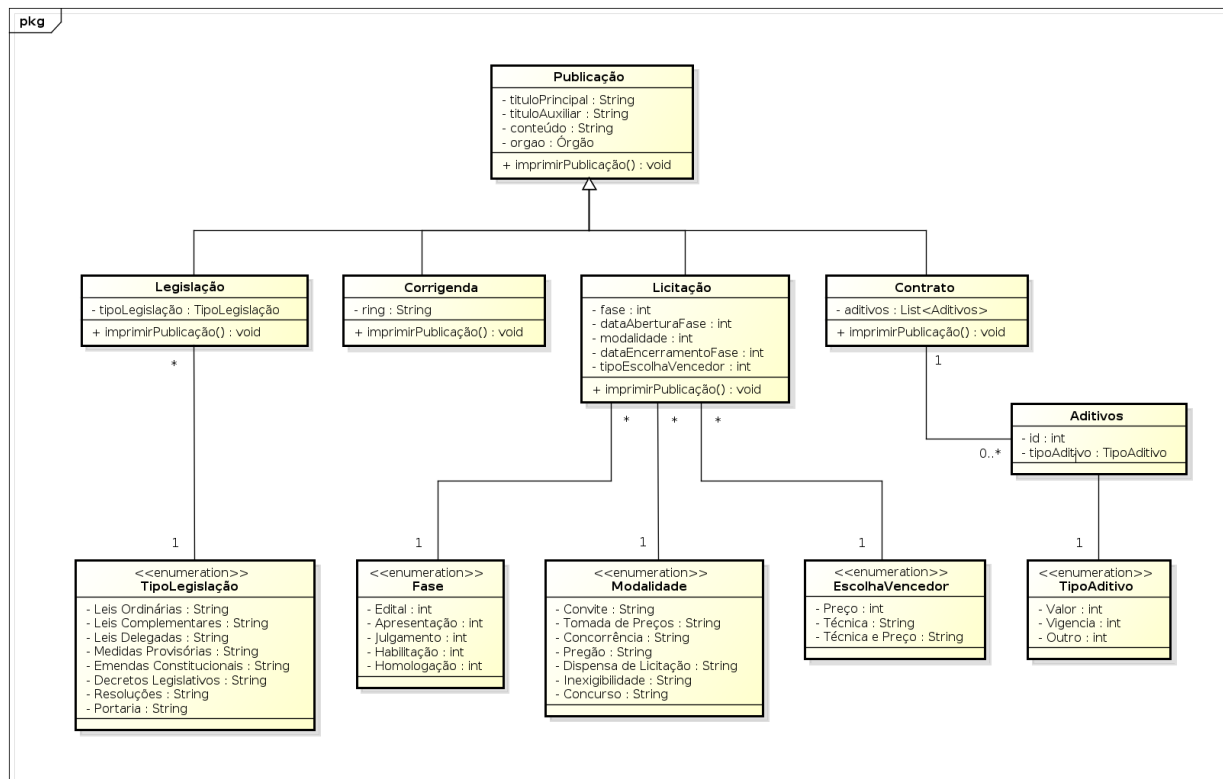 pkg
Publicação
- tituloPrincipal : String
- tituloAuxiliar : String
- conteúdo : String
- orgao : Órgão
+ imprimirPublicação() : void
Legislação
- tipoLegislação : TipoLegislação
+ imprimirPublicação() : void
Corrigenda
- ring : String
+ imprimirPublicação() : void
Licitação
- fase : int
- dataAberturaFase : int
- modalidade : int
- dataEncerramentoFase : int
- tipoEscolhaVencedor : int
+ imprimirPublicação() : void
Contrato
- aditivos : List<Aditivos>
+ imprimirPublicação() : void
*
*
*
*
1
Aditivos
- id : int
- tipoAditivo : TipoAditivo
0..*
1
1
1
1
1
<<enumeration>>
TipoLegislação
- Leis Ordinárias : String
- Leis Complementares : String
- Leis Delegadas : String
- Medidas Provisórias : String
- Emendas Constitucionais : String
- Decretos Legislativos : String
- Resoluções : String
- Portaria : String
<<enumeration>>
Fase
- Edital : int
- Apresentação : int
- Julgamento : int
- Habilitação : int
- Homologação : int
<<enumeration>>
Modalidade
- Convite : String
- Tomada de Preços : String
- Concorrência : String
- Pregão : String
- Dispensa de Licitação : String
- Inexigibilidade : String
- Concurso : String
<<enumeration>>
EscolhaVencedor
- Preço : int
- Técnica : String
- Técnica e Preço : String
<<enumeration>>
TipoAditivo
- Valor : int
- Vigencia : int
- Outro : int